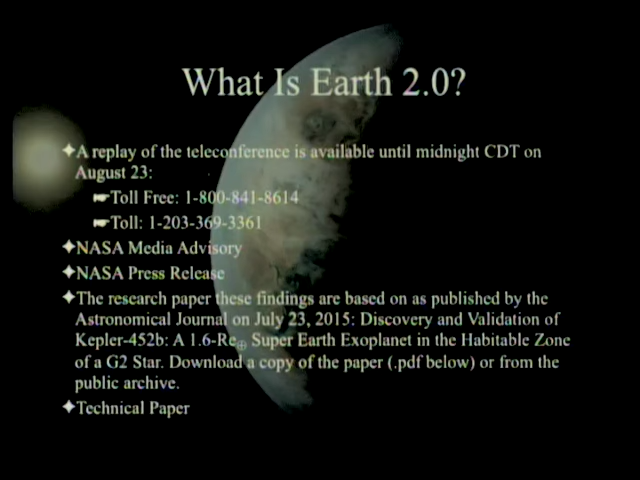 What Is Earth 2.0?
✦A replay of the teleconference is available until midnight CDT on
August 23:
☛Toll Free: 1-800-841-8614
☛Toll: 1-203-369-3361
✦NASA Media Advisory
✦NASA Press Release
✦The research paper these findings are based on as published by the
Astronomical Journal on July 23, 2015: Discovery and Validation of
Kepler-452b: A 1.6-Re⊕ Super Earth Exoplanet in the Habitable Zone
of a G2 Star. Download a copy of the paper (.pdf below) or from the
public archive.
✦Technical Paper